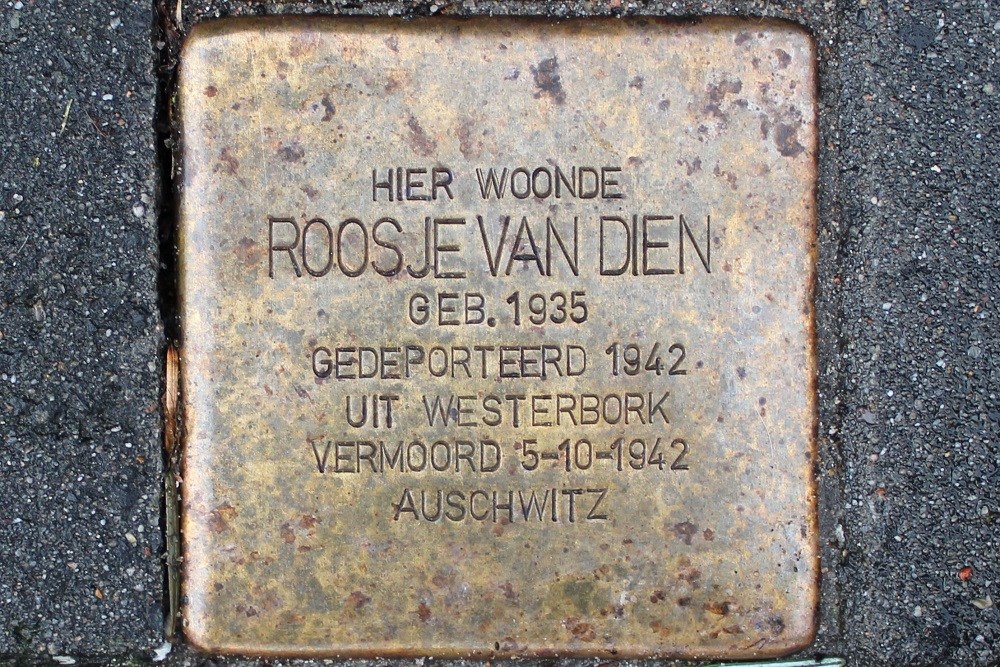 HIER WOONDE
ROOSJE VAN DIEN
GEB. 1935
GEDEPORTEERD 1942
UIT WESTERBORK
VERMOORD 5-10-1942
AUSCHWITZ